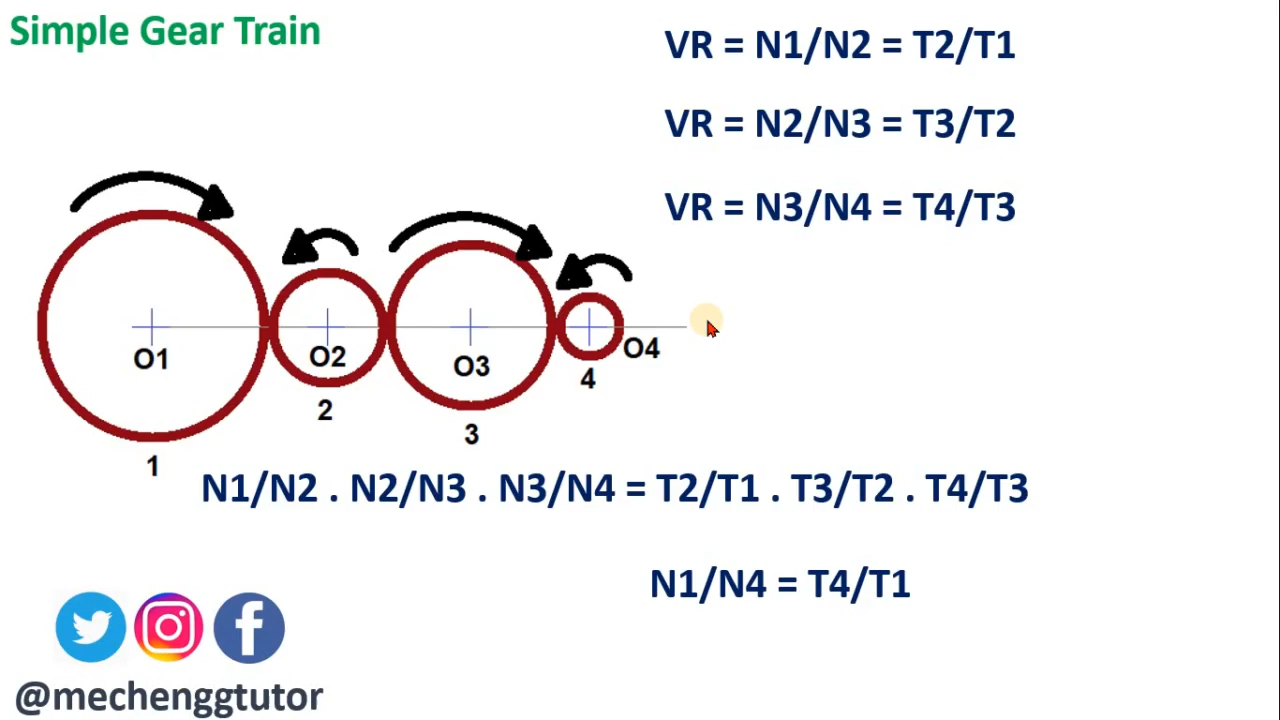 Simple Gear Train
VR = N1/N2 = T2/T1
VR = N2/N3 = T3/T2
VR = N3/N4 = T4/T3
O1
O2
O3
O4
1
2
3
4
N1/N2 . N2/N3 . N3/N4 = T2/T1 . T3/T2 . T4/T3
N1/N4 = T4/T1
@mechenggtutor